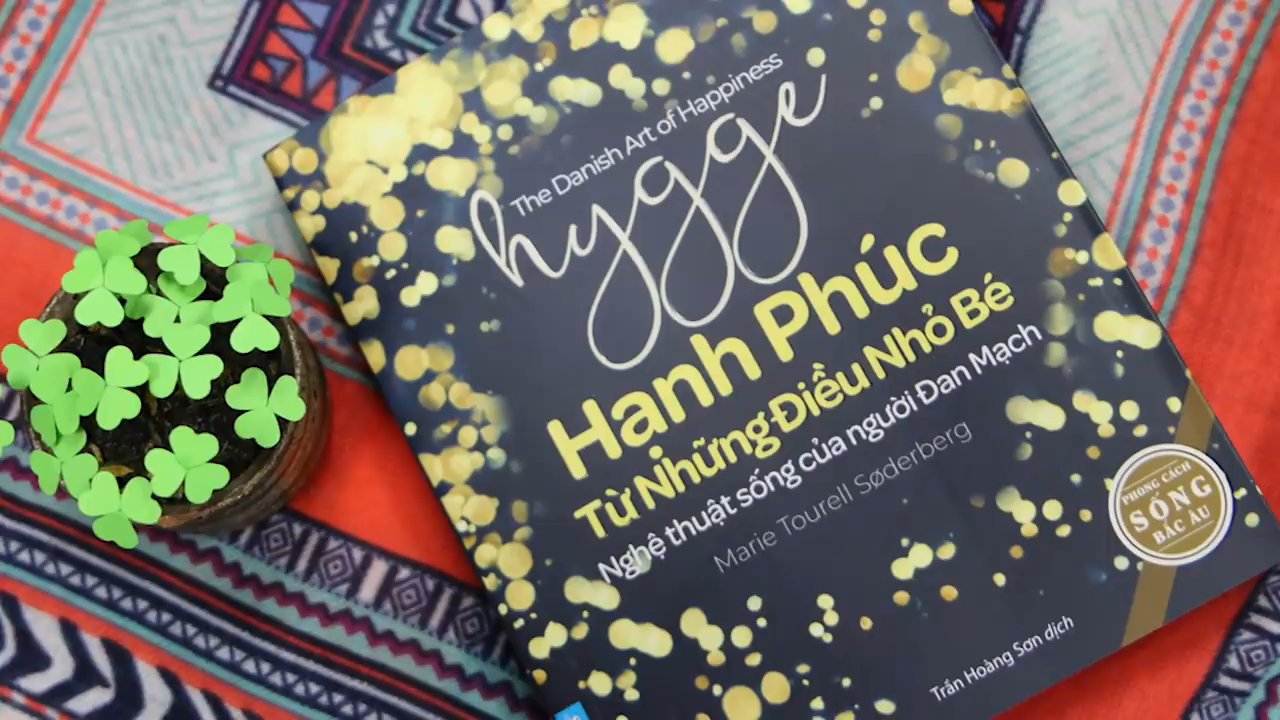 The Danish Art of Happiness
hygge
Hạnh Phúc
Từ Những Điều Nhỏ Bé
Nghệ thuật sống của người Đan Mạch
Marie Tourell Søderberg
PHONG CÁCH
SỐNG
BẮC ÂU
Trần Hoàng Sơn dịch